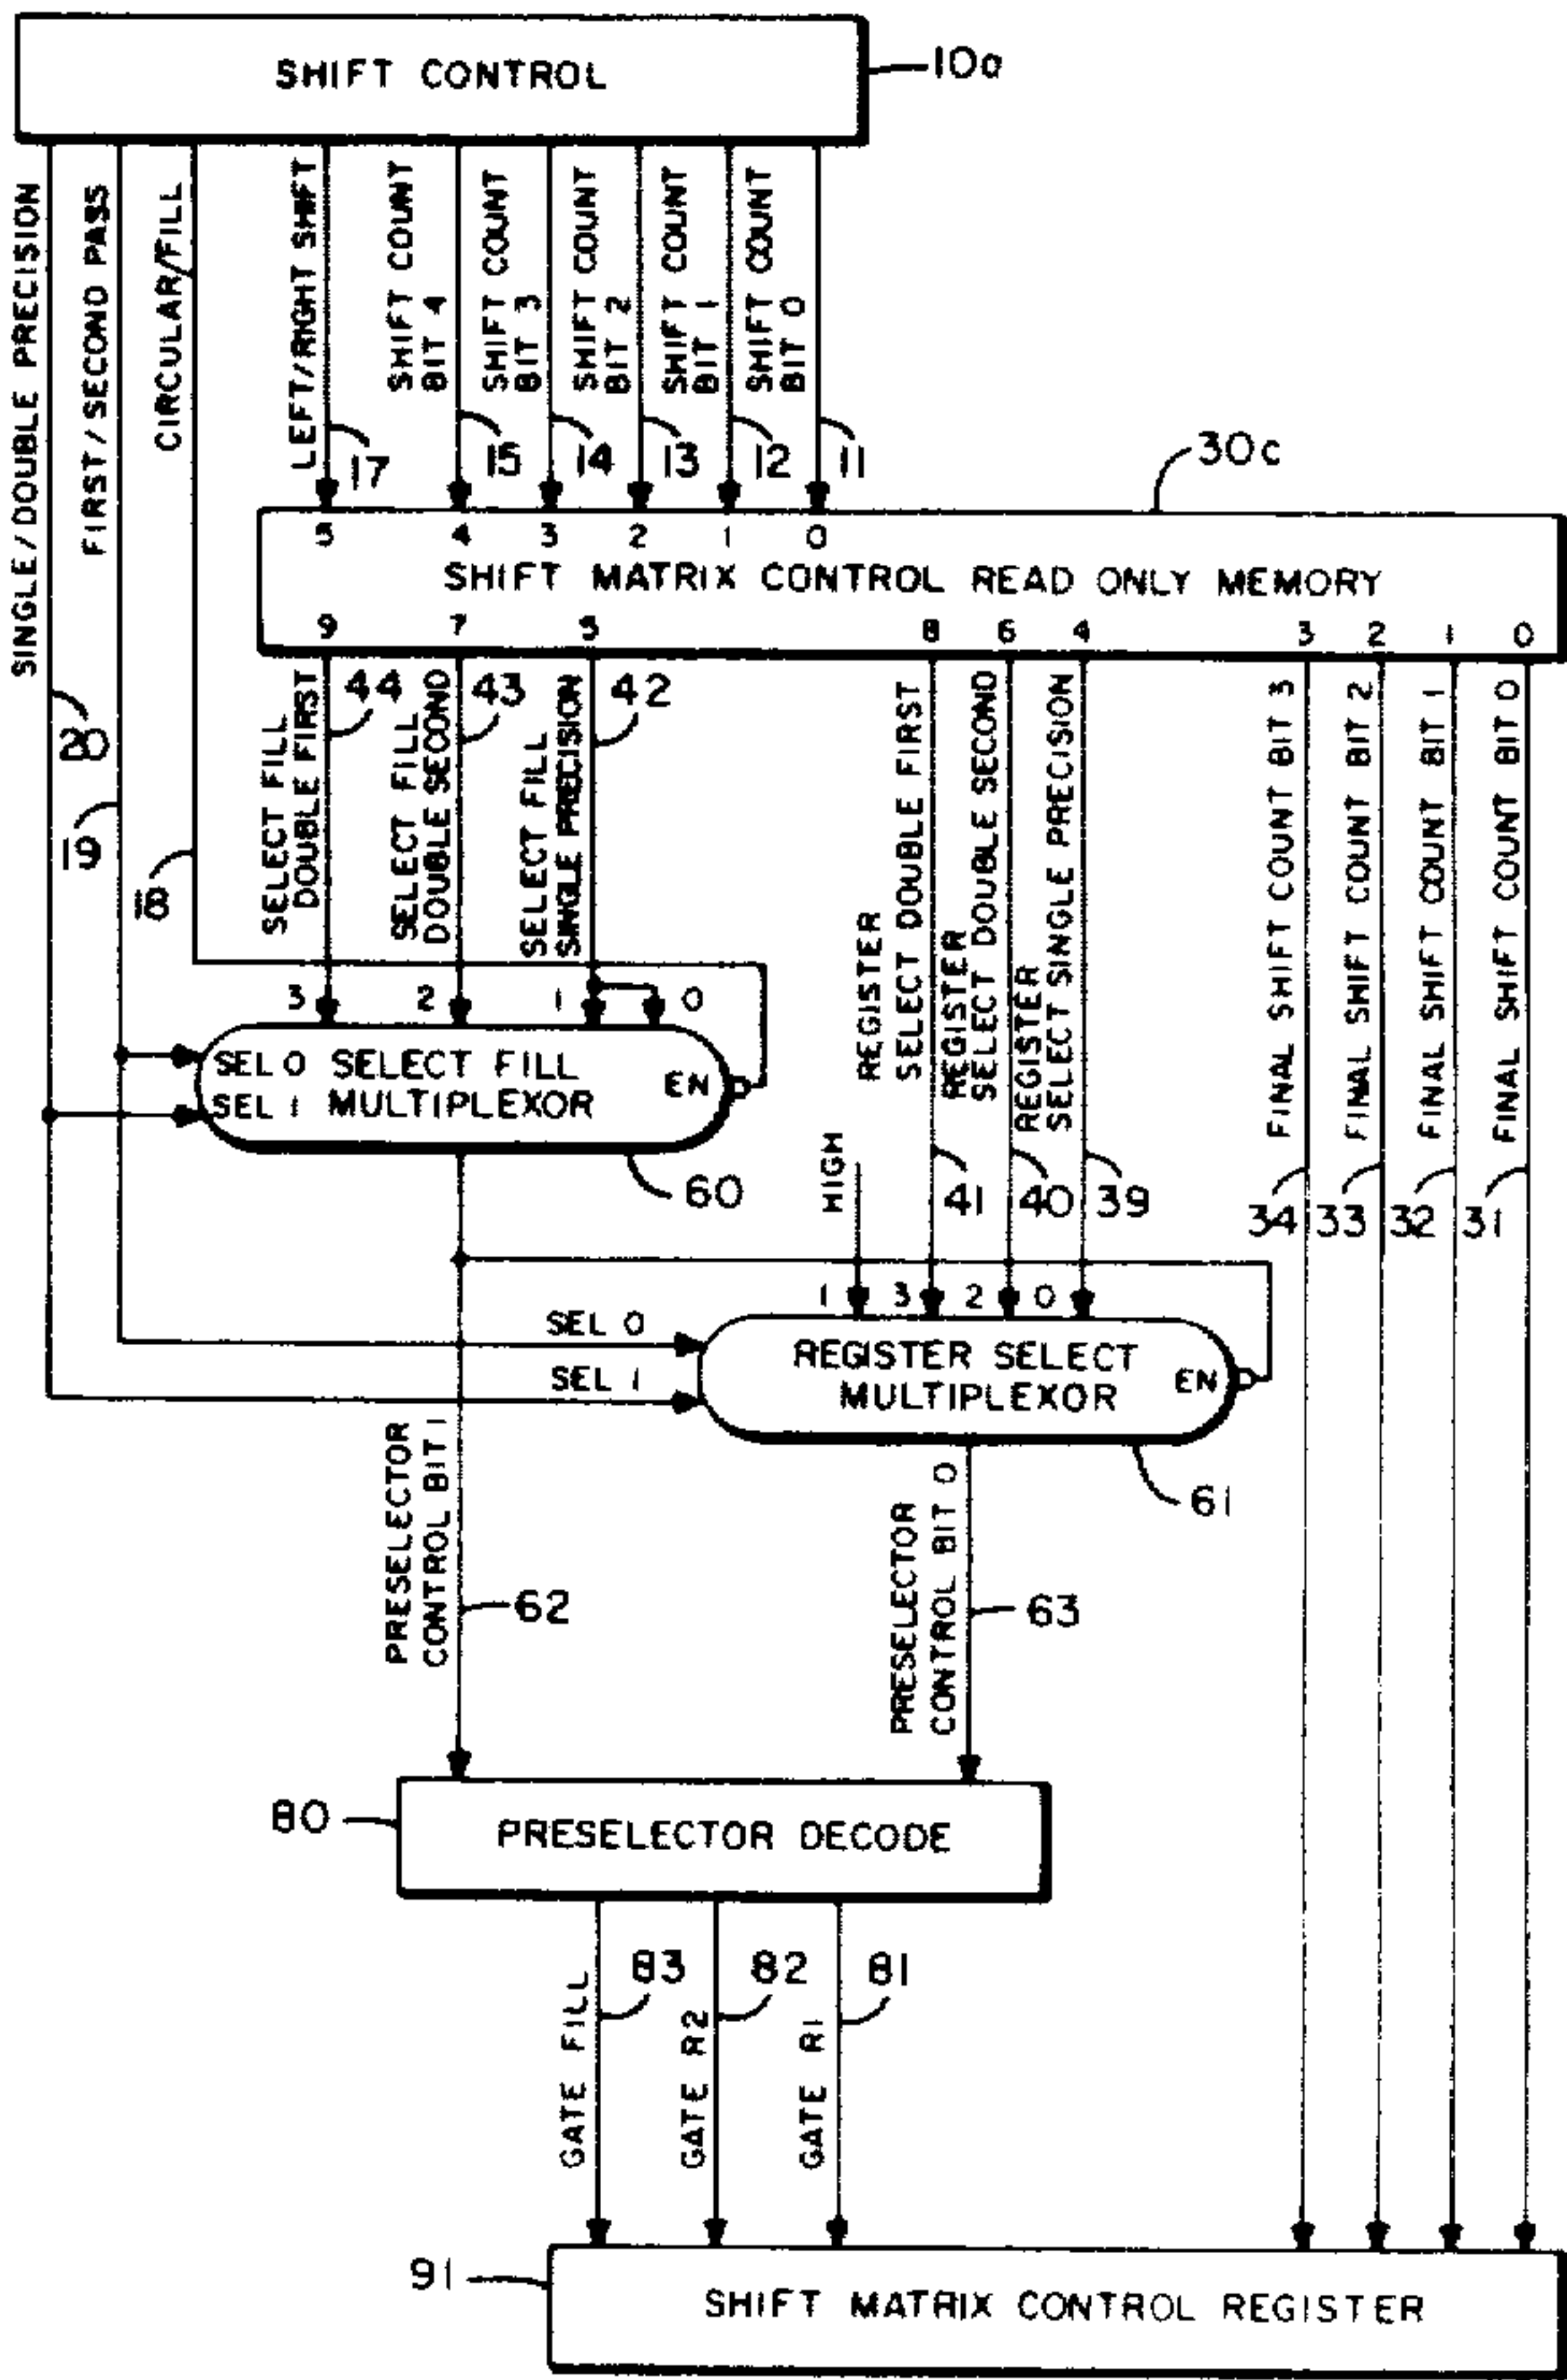 SHIFT CONTROL
10a
SINGLE/DOUBLE PRECISION
FIRST/SECOND PASS
CIRCULAR/FILL
LEFT/RIGHT SHIFT
SHIFT COUNT
BIT 4
SHIFT COUNT
BIT 3
SHIFT COUNT
BIT 2
SHIFT COUNT
BIT 1
SHIFT COUNT
BIT 0
17
15
14
13
12
11
30c
5 4 3 2 1 0
SHIFT MATRIX CONTROL READ ONLY MEMORY
9 7 5 8 6 4 3 2 1 0
20
19
18
SELECT FILL
DOUBLE FIRST
44
SELECT FILL
DOUBLE SECOND
43
SELECT FILL
SINGLE PRECISION
42
REGISTER
SELECT DOUBLE FIRST
REGISTER
SELECT DOUBLE SECOND
REGISTER
SELECT SINGLE PRECISION
FINAL SHIFT COUNT BIT 3
FINAL SHIFT COUNT BIT 2
FINAL SHIFT COUNT BIT 1
FINAL SHIFT COUNT BIT 0
3 2 1 0
SEL 0 SELECT FILL
SEL 1 MULTIPLEXOR
EN
60
HIGH
41
40
39
34
33
32
31
1 3 2 0
SEL 0
SEL 1
REGISTER SELECT
MULTIPLEXOR
EN
61
PRESELECTOR
CONTROL BIT 1
62
PRESELECTOR
CONTROL BIT 0
63
80
PRESELECTOR DECODE
GATE FILL
83
GATE R2
82
GATE R1
81
91
SHIFT MATRIX CONTROL REGISTER